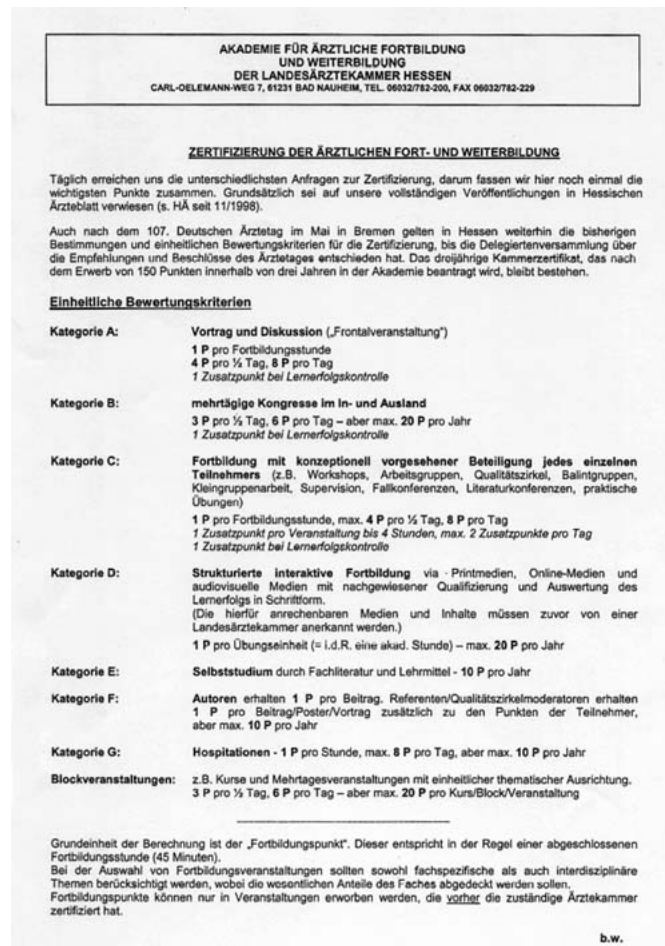 AKADEMIE FÜR ÄRZTLICHE FORTBILDUNG
UND WEITERBILDUNG
DER LANDESÄRZTEKAMMER HESSEN
CARL-OELEMANN-WEG 7, 61231 BAD NAUHEIM, TEL. 06032/782-200, FAX 06032/782-229
ZERTIFIZIERUNG DER ÄRZTLICHEN FORT- UND WEITERBILDUNG
Täglich erreichen uns die unterschiedlichsten Anfragen zur Zertifizierung, darum fassen wir hier noch einmal die
wichtigsten Punkte zusammen. Grundsätzlich sei auf unsere vollständigen Veröffentlichungen in Hessischen
Ärzteblatt verwiesen (s. HÄ seit 11/1998).
Auch nach dem 107. Deutschen Ärztetag im Mai in Bremen gelten in Hessen weiterhin die bisherigen
Bestimmungen und einheitlichen Bewertungskriterien für die Zertifizierung, bis die Delegiertenversammlung über
die Empfehlungen und Beschlüsse des Ärztetages entschieden hat. Das dreijährige Kammerzertifikat, das nach
dem Erwerb von 150 Punkten innerhalb von drei Jahren in der Akademie beantragt wird, bleibt bestehen.
Einheitliche Bewertungskriterien
Kategorie A: Vortrag und Diskussion („Frontalveranstaltung")
1 P pro Fortbildungsstunde
4 P pro ½ Tag, 8 P pro Tag
1 Zusatzpunkt bei Lernerfolgskontrolle
Kategorie B: mehrtägige Kongresse im In- und Ausland
3 P pro ½ Tag, 6 P pro Tag – aber max. 20 P pro Jahr
1 Zusatzpunkt bei Lernerfolgskontrolle
Kategorie C: Fortbildung mit konzeptionell vorgesehener Beteiligung jedes einzelnen
Teilnehmers (z.B. Workshops, Arbeitsgruppen, Qualitätszirkel, Balintgruppen,
Kleingruppenarbeit, Supervision, Fallkonferenzen, Literaturkonferenzen, praktische
Übungen)
1 P pro Fortbildungsstunde, max. 4 P pro ½ Tag, 8 P pro Tag
1 Zusatzpunkt pro Veranstaltung bis 4 Stunden, max. 2 Zusatzpunkte pro Tag
1 Zusatzpunkt bei Lernerfolgskontrolle
Kategorie D: Strukturierte interaktive Fortbildung via Printmedien, Online-Medien und
audiovisuelle Medien mit nachgewiesener Qualifizierung und Auswertung des
Lernerfolgs in Schriftform.
(Die hierfür anrechenbaren Medien und Inhalte müssen zuvor von einer
Landesärztekammer anerkannt werden.)
1 P pro Übungseinheit (= i.d.R. eine akad. Stunde) – max. 20 P pro Jahr
Kategorie E: Selbststudium durch Fachliteratur und Lehrmittel - 10 P pro Jahr
Kategorie F: Autoren erhalten 1 P pro Beitrag. Referenten/Qualitätszirkelmoderatoren erhalten
1 P pro Beitrag/Poster/Vortrag zusätzlich zu den Punkten der Teilnehmer,
aber max. 10 P pro Jahr
Kategorie G: Hospitationen - 1 P pro Stunde, max. 8 P pro Tag, aber max. 10 P pro Jahr
Blockveranstaltungen: z.B. Kurse und Mehrtagesveranstaltungen mit einheitlicher thematischer Ausrichtung.
3 P pro ½ Tag, 6 P pro Tag – aber max. 20 P pro Kurs/Block/Veranstaltung
Grundeinheit der Berechnung ist der „Fortbildungspunkt". Dieser entspricht in der Regel einer abgeschlossenen
Fortbildungsstunde (45 Minuten).
Bei der Auswahl von Fortbildungsveranstaltungen sollten sowohl fachspezifische als auch interdisziplinäre
Themen berücksichtigt werden, wobei die wesentlichen Anteile des Faches abgedeckt werden sollen.
Fortbildungspunkte können nur in Veranstaltungen erworben werden, die vorher die zuständige Ärztekammer
zertifiziert hat.
b.w.